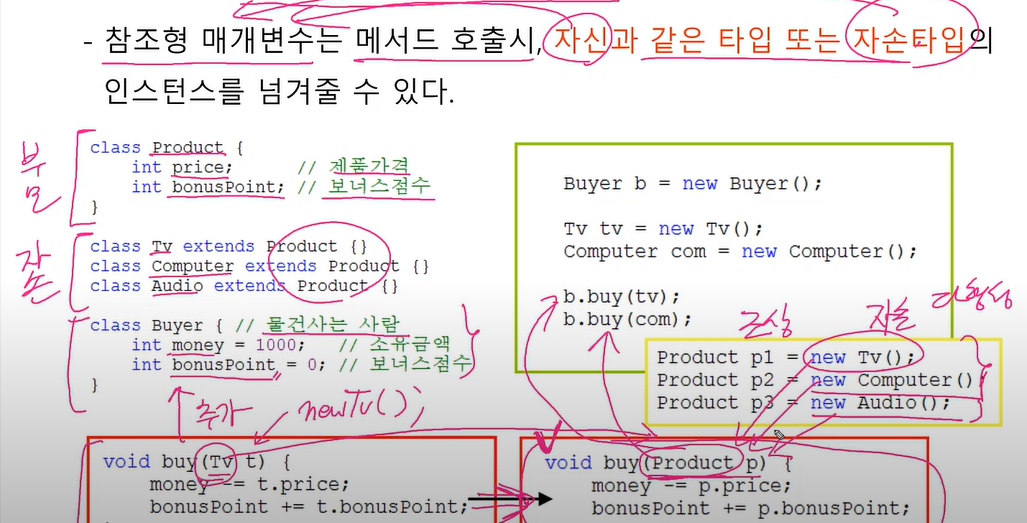 - 참조형 매개변수는 메서드 호출시, 자신과 같은 타입 또는 자손타입의
인스턴스를 넘겨줄 수 있다.
부모
class Product {
int price; // 제품가격
int bonusPoint; // 보너스점수
}
자손
class Tv extends Product {}
class Computer extends Product {}
class Audio extends Product {}
class Buyer { // 물건사는 사람
int money = 1000; // 소유금액
int bonusPoint = 0; // 보너스점수
}
추가
new Tv();
void buy(Tv t) {
money -= t.price;
bonusPoint += t.bonusPoint;
Buyer b = new Buyer();
Tv tv = new Tv();
Computer com = new Computer();
b.buy(tv);
b.buy(com);
조상 자손 다형성
Product p1 = new Tv();
Product p2 = new Computer()
Product p3 = new Audio();
void buy(Product p) {
money -= p.price;
bonusPoint += p.bonusPoint;